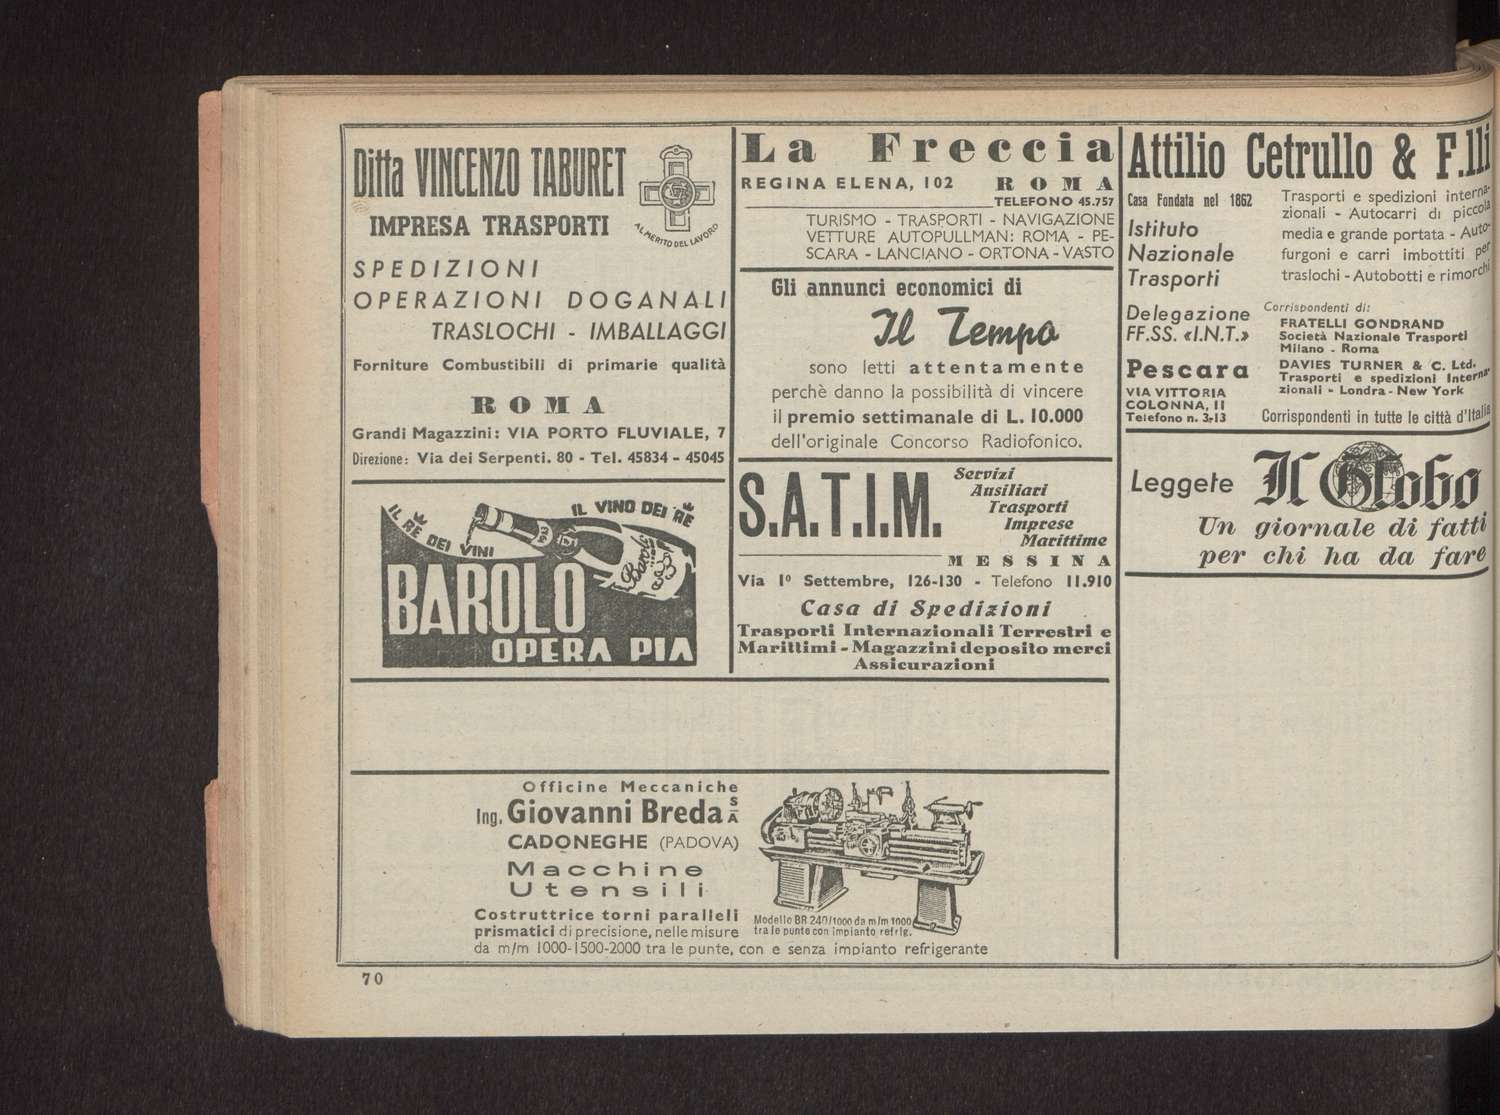 Ditta VINCENZO TABURET
IMPRESA TRASPORTI
AL MERITO DEL LAVORO
SPEDIZIONI
OPERAZIONI DOGANALI
TRASLOCHI - IMBALLAGGI
Forniture Combustibili di primarie qualità
ROMA
Grandi Magazzini: VIA PORTO FLUVIALE, 7
Direzione: Via dei Serpenti. 80 - Tel. 45834 - 45045
IL RE DEI VINI
IL VINO DEI RE
Barolo
BAROLO
OPERA PIA
La Freccia
REGINA ELENA, 102 ROMA
TELEFONO 45.757
TURISMO - TRASPORTI - NAVIGAZIONE
VETTURE AUTOPULLMAN: ROMA - PE-
SCARA - LANCIANO - ORTONA - VASTO
Gli annunci economici di
Il Tempo
sono letti attentamente
perchè danno la possibilità di vincere
il premio settimanale di L. 10.000
dell'originale Concorso Radiofonico.
S.A.T.I.M.
Servizi
Ausiliari
Trasporti
Imprese
Marittime
MESSINA
Via 1º Settembre, 126-130 - Telefono 11.910
Casa di Spedizioni
Trasporti Internazionali Terrestri e
Marittimi - Magazzini deposito merci
Assicurazioni
Attilio Cetrullo & F.lli
Casa Fondata nel 1862
Istituto
Nazionale
Trasporti
Delegazione
FF.SS. «I.N.T.»
Pescara
VIA VITTORIA
COLONNA, 11
Telefono n. 3-13
Trasporti e spedizioni interna-
zionali - Autocarri di piccola
media e grande portata - Auto-
furgoni e carri imbottiti per
traslochi - Autobotti e rimorchi
Corrispondenti di:
FRATELLI GONDRAND
Società Nazionale Trasporti
Milano - Roma
DAVIES TURNER & C. Ltd.
Trasporti e spedizioni Interna-
zionali - Londra - New York
Corrispondenti in tutte le città d'Italia
Leggete Il Globo
Un giornale di fatti
per chi ha da fare
Officine Meccaniche
Ing. Giovanni Breda S A
CADONEGHE (PADOVA)
Macchine
Utensili
Costruttrice torni paralleli
prismatici di precisione, nelle misure
da m/m 1000-1500-2000 tra le punte, con e senza impianto refrigerante
Modello BR 240/1000 da m/m 1000
tra le punte con impianto refrig.
70